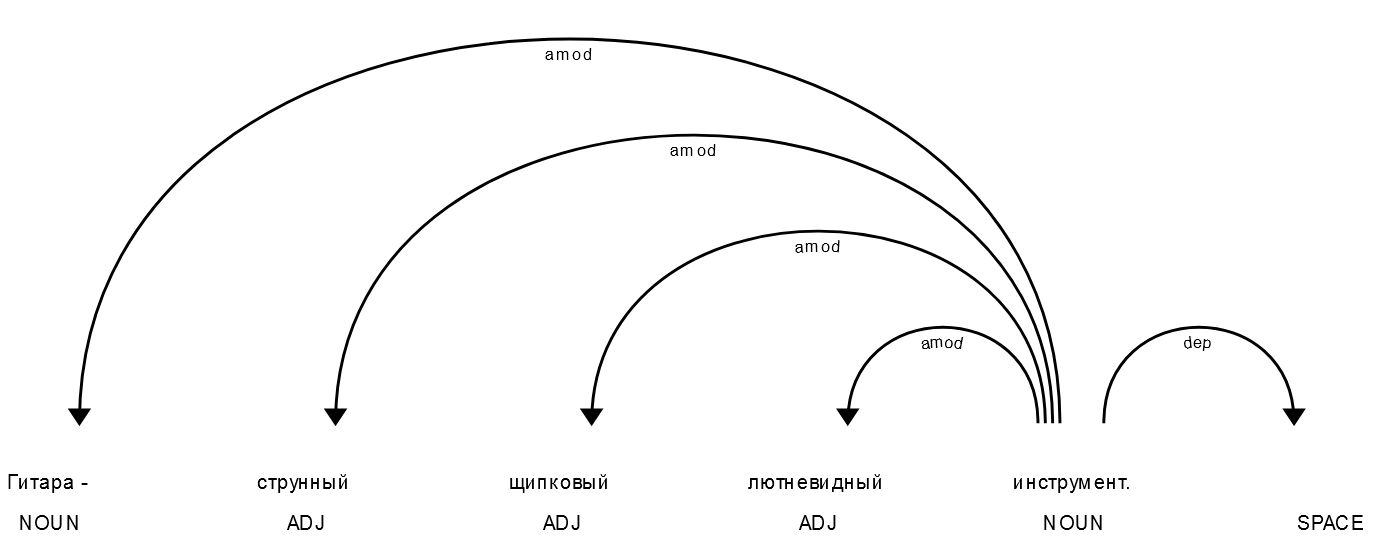 amod
amod
amod
amod dep
Гитара - струнный щипковый лютневидный инструмент.
NOUN ADJ ADJ ADJ NOUN SPACE